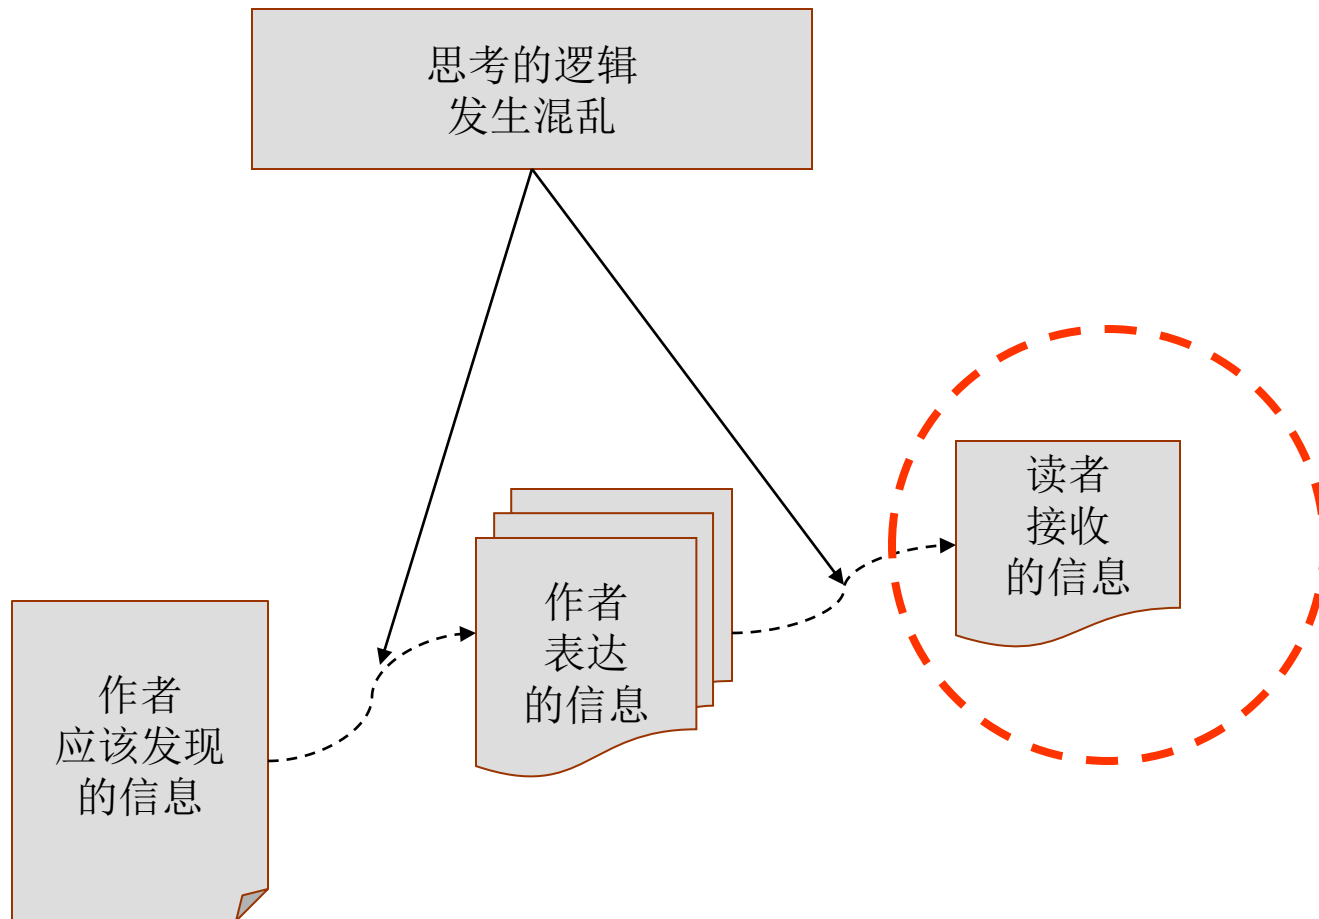 思考的逻辑
发生混乱
读者
接收
的信息
作者
表达
的信息
作者
应该发现
的信息